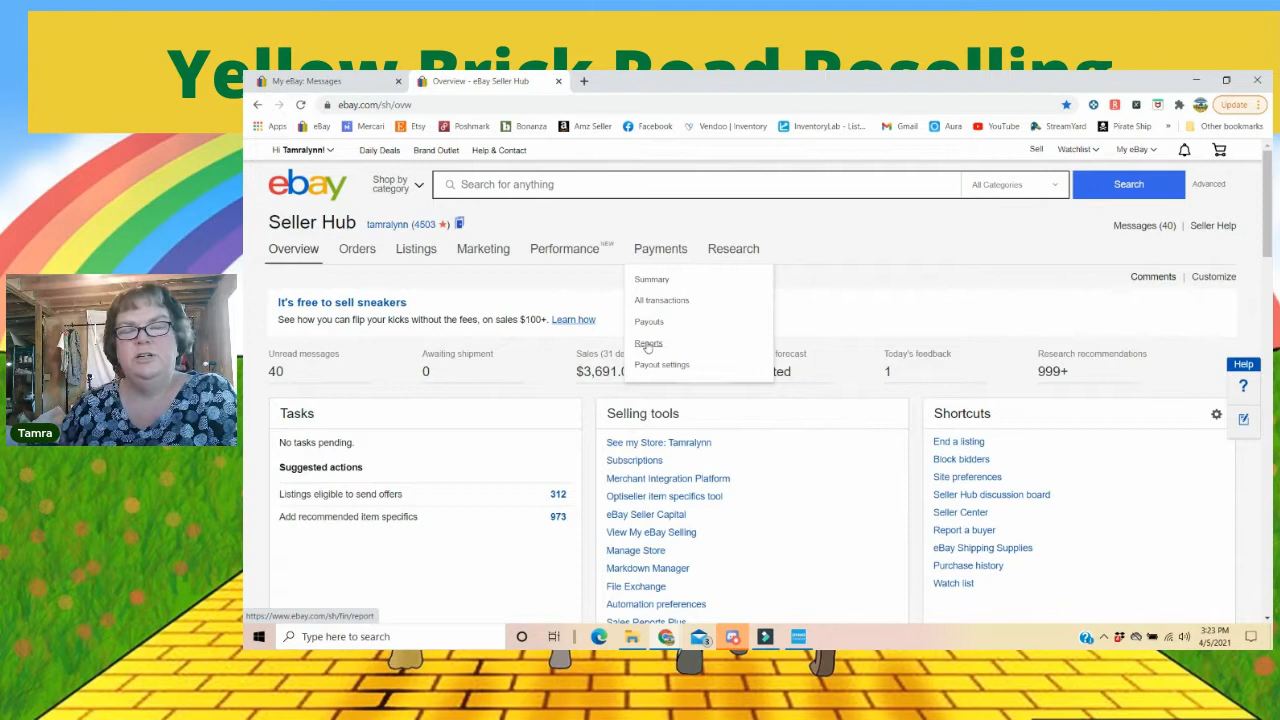 Yellow Brick Road Reselling
My eBay: Messages
Overview - eBay Seller Hub
ebay.com/sh/ovw
Update
Apps eBay Mercari Etsy Poshmark Bonanza Amz Seller Facebook Vendoo | Inventory InventoryLab - List... Gmail Aura YouTube StreamYard Pirate Ship » Other bookmarks
Hi Tamralynn! Daily Deals Brand Outlet Help & Contact Sell Watchlist My eBay
ebay Shop by category Search for anything All Categories Search Advanced
Seller Hub tamralynn (4503 ★) Messages (40) | Seller Help
Overview Orders Listings Marketing Performance NEW Payments Research
Comments | Customize
Summary
All transactions
Payouts
Reports
Payout settings
It's free to sell sneakers
See how you can flip your kicks without the fees, on sales $100+. Learn how
Unread messages
40
Awaiting shipment
0
Sales (31 d
$3,691.
forecast
ted
Today's feedback
1
Research recommendations
999+
Help
?
Tasks
No tasks pending.
Suggested actions
Listings eligible to send offers 312
Add recommended item specifics 973
Selling tools
See my Store: Tamralynn
Subscriptions
Merchant Integration Platform
Optiseller item specifics tool
eBay Seller Capital
View My eBay Selling
Manage Store
Markdown Manager
File Exchange
Automation preferences
Sales Reports Plus
Shortcuts
End a listing
Block bidders
Site preferences
Seller Hub discussion board
Seller Center
Report a buyer
eBay Shipping Supplies
Purchase history
Watch list
Tamra
https://www.ebay.com/sh/fin/report
Type here to search
3
3:23 PM
4/5/2021